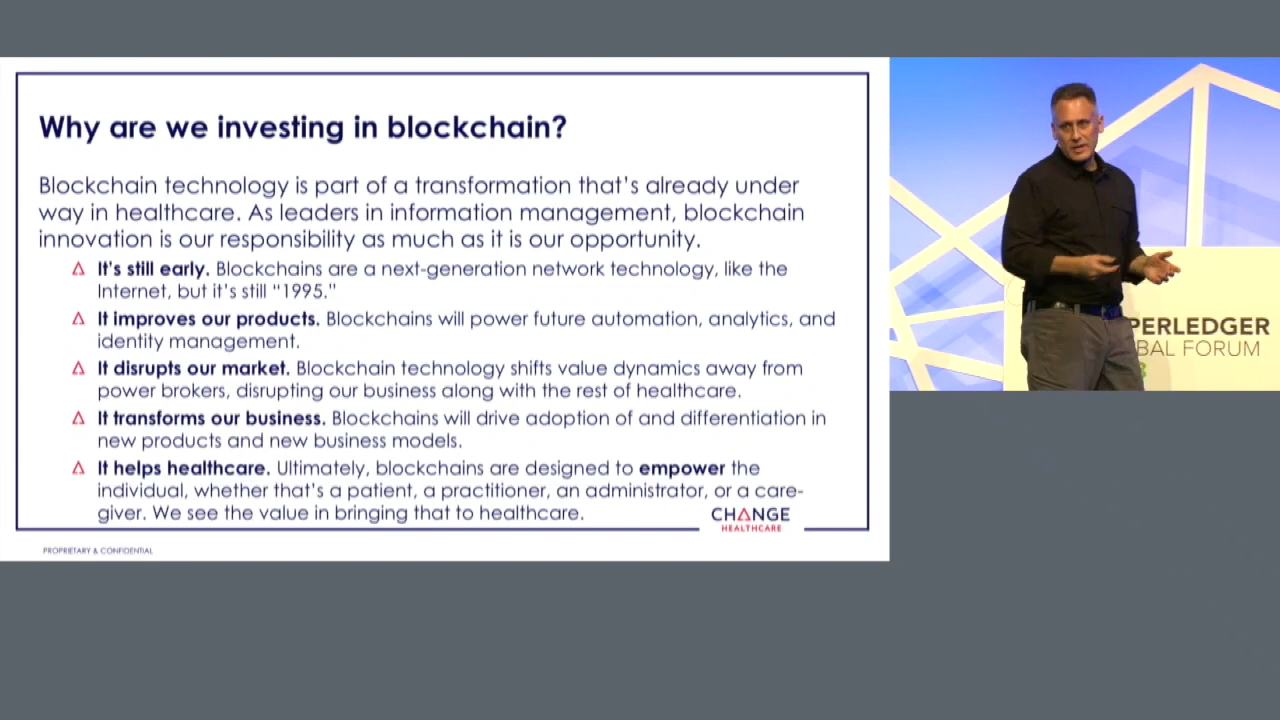 Why are we investing in blockchain?
Blockchain technology is part of a transformation that's already under
way in healthcare. As leaders in information management, blockchain
innovation is our responsibility as much as it is our opportunity.
It's still early. Blockchains are a next-generation network technology, like the
Internet, but it's still “1995.”
It improves our products. Blockchains will power future automation, analytics, and
identity management.
It disrupts our market. Blockchain technology shifts value dynamics away from
power brokers, disrupting our business along with the rest of healthcare.
It transforms our business. Blockchains will drive adoption of and differentiation in
new products and new business models.
It helps healthcare. Ultimately, blockchains are designed to empower the
individual, whether that's a patient, a practitioner, an administrator, or a care-
giver. We see the value in bringing that to healthcare.
CHANGE
HEALTHCARE
PROPRIETARY & CONFIDENTIAL
PERLEDGER
BAL FORUM